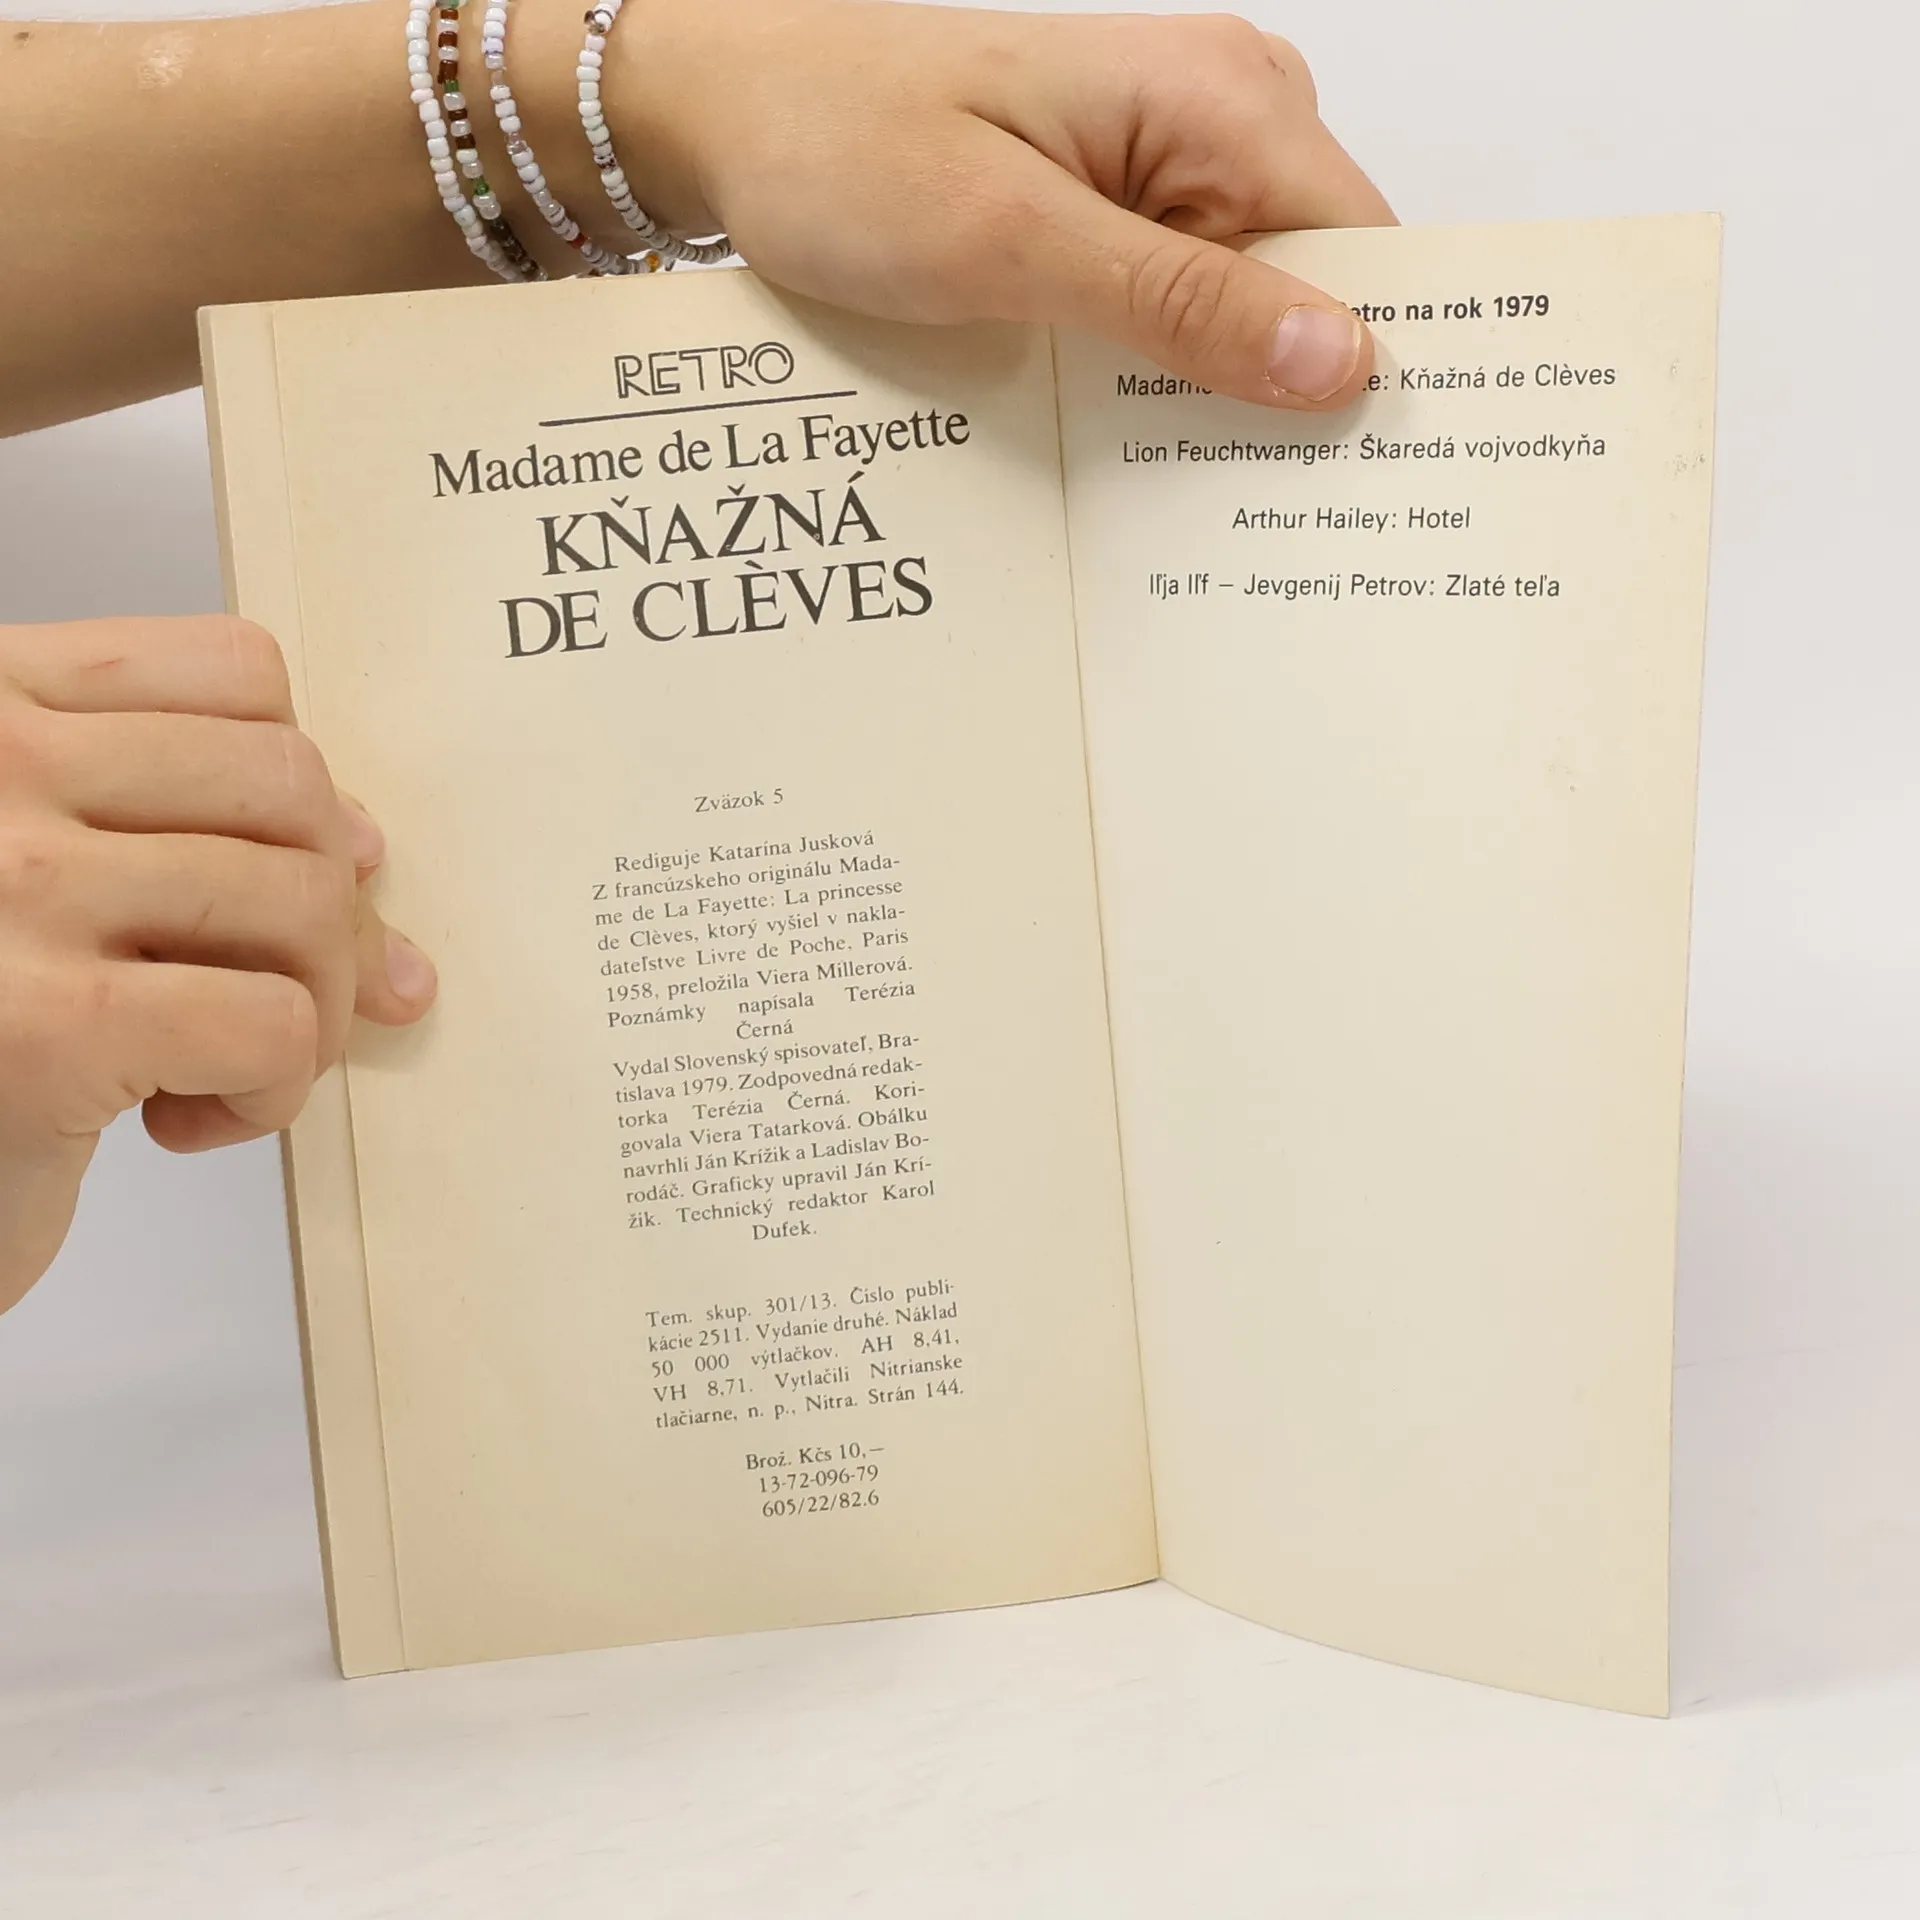 RETRO
Madame de La Fayette
KŇAŽNÁ
DE CLÈVES
Zväzok 5
Rediguje Katarína Jusková
Z francúzskeho originálu Mada-
me de La Fayette: La princesse
de Clèves, ktorý vyšiel v nakla-
dateľstve Livre de Poche, Paris
1958, preložila Viera Millerová.
Poznámky napísala Terézia
Černá
Vydal Slovenský spisovateľ, Bra-
tislava 1979. Zodpovedná redak-
torka Terézia Černá. Kori-
govala Viera Tatarková. Obálku
navrhli Ján Krížik a Ladislav Bo-
rodáč. Graficky upravil Ján Krí-
žik. Technický redaktor Karol
Dufek.
Tem. skup. 301/13. Číslo publi-
kácie 2511. Vydanie druhé. Náklad
50 000 výtlačkov. AH 8,41,
VH 8,71. Vytlačili Nitrianske
tlačiarne, n. p., Nitra. Strán 144.
Brož. Kčs 10,—
13-72-096-79
605/22/82.6
etro na rok 1979
Madame e: Kňažná de Clèves
Lion Feuchtwanger: Škaredá vojvodkyňa
Arthur Hailey: Hotel
Iľja Iľf – Jevgenij Petrov: Zlaté teľa